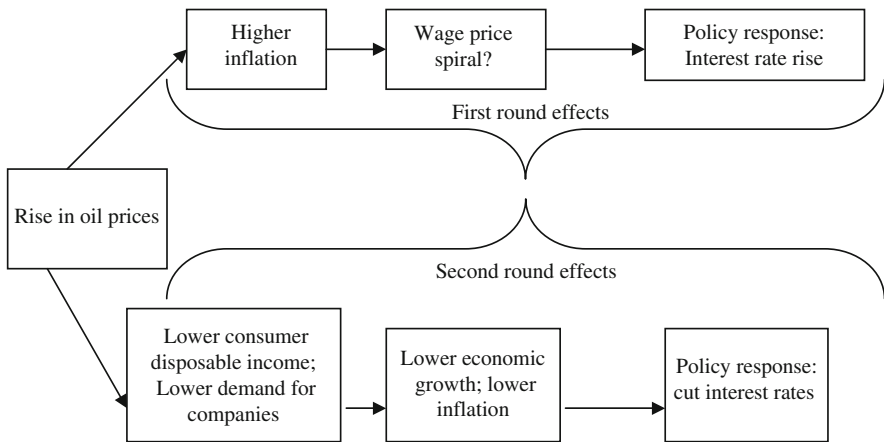 Higher
inflation
Wage price
spiral?
Policy response:
Interest rate rise
First round effects
Rise in oil prices
Second round effects
Lower consumer
disposable income;
Lower demand for
companies
Lower economic
growth; lower
inflation
Policy response:
cut interest rates